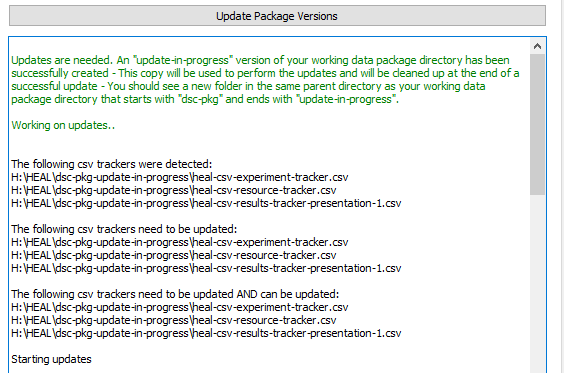 Update Package Versions
Updates are needed. An "update-in-progress" version of your working data package directory has been
successfully created - This copy will be used to perform the updates and will be cleaned up at the end of a
successful update - You should see a new folder in the same parent directory as your working data
package directory that starts with "dsc-pkg" and ends with "update-in-progress".
Working on updates..
The following csv trackers were detected:
H:\HEAL\dsc-pkg-update-in-progress\heal-csv-experiment-tracker.csv
H:\HEAL\dsc-pkg-update-in-progress\heal-csv-resource-tracker.csv
H:\HEAL\dsc-pkg-update-in-progress\heal-csv-results-tracker-presentation-1.csv
The following csv trackers need to be updated:
H:\HEAL\dsc-pkg-update-in-progress\heal-csv-experiment-tracker.csv
H:\HEAL\dsc-pkg-update-in-progress\heal-csv-resource-tracker.csv
H:\HEAL\dsc-pkg-update-in-progress\heal-csv-results-tracker-presentation-1.csv
The following csv trackers need to be updated AND can be updated:
H:\HEAL\dsc-pkg-update-in-progress\heal-csv-experiment-tracker.csv
H:\HEAL\dsc-pkg-update-in-progress\heal-csv-resource-tracker.csv
H:\HEAL\dsc-pkg-update-in-progress\heal-csv-results-tracker-presentation-1.csv
Starting updates